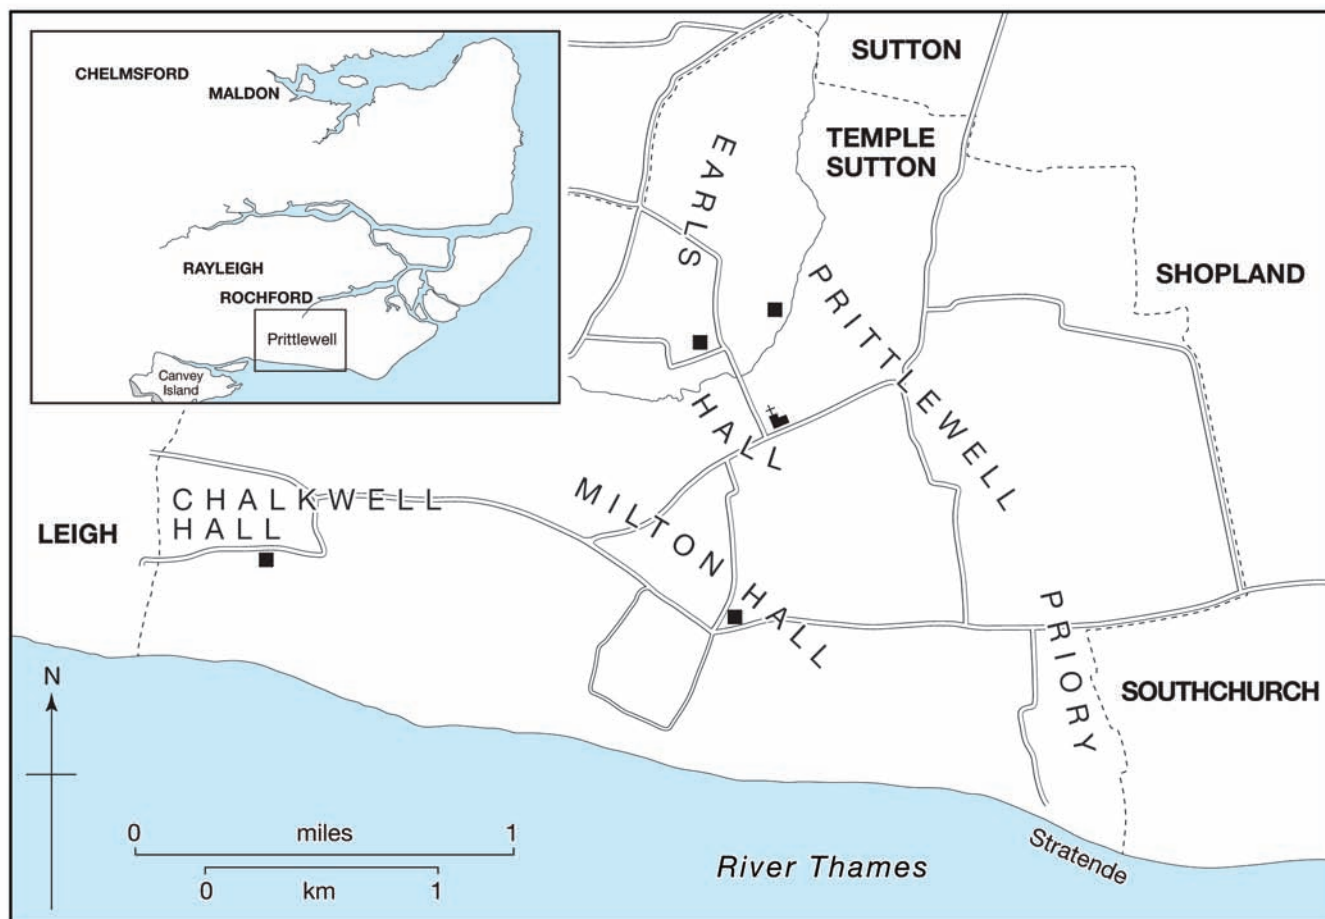 CHELMSFORD
MALDON
RAYLEIGH
ROCHFORD
Prittlewell
Canvey
Island
SUTTON
TEMPLE
SUTTON
EARLS
HALL
SHOPLAND
PRITTLEWELL
PRIORY
CHALKWELL
HALL
LEIGH
MILTON HALL
SOUTHCHURCH
N
0 miles 1
0 km 1
River Thames
Stratende